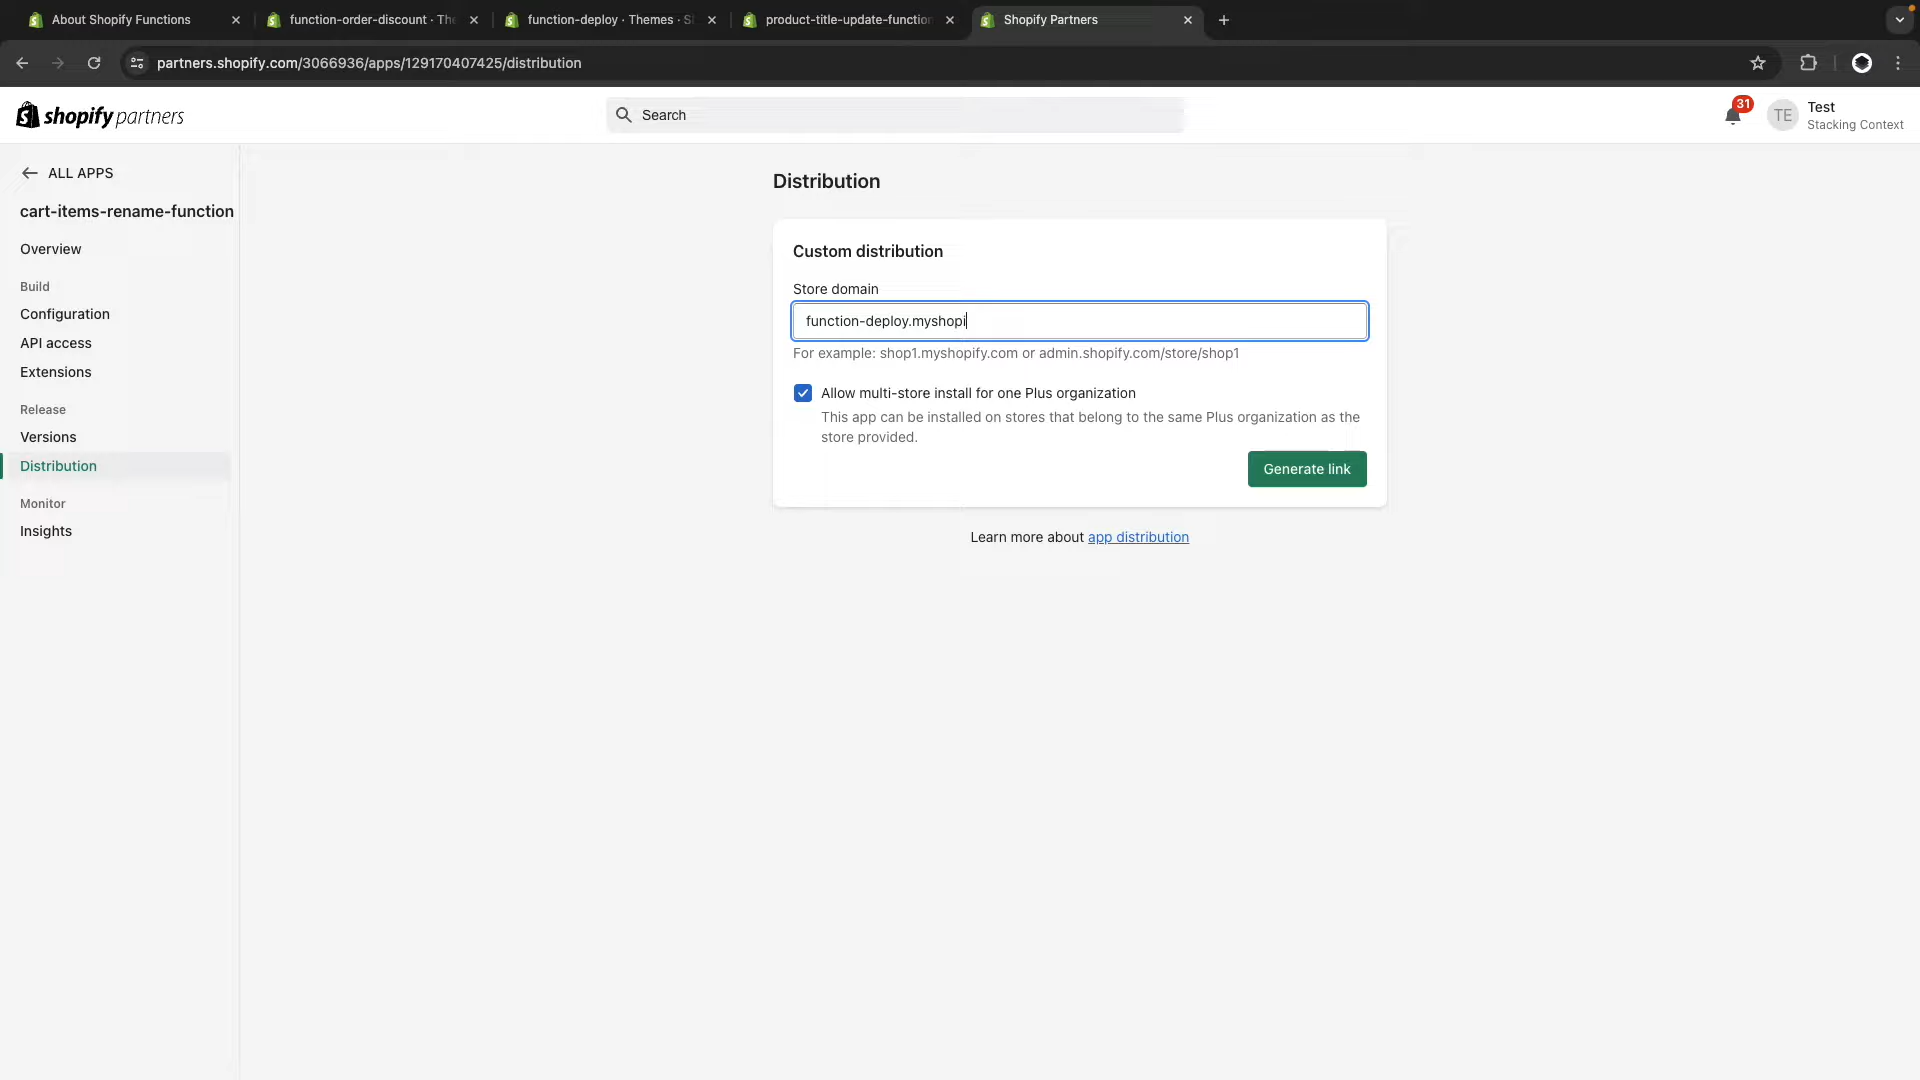 About Shopify Functions
function-order-discount · The
function-deploy · Themes · S
product-title-update-function
Shopify Partners
partners.shopify.com/3066936/apps/129170407425/distribution
shopify partners
Search
31
TE
Test
Stacking Context
ALL APPS
cart-items-rename-function
Overview
Build
Configuration
API access
Extensions
Release
Versions
Distribution
Monitor
Insights
Distribution
Custom distribution
Store domain
function-deploy.myshopi
For example: shop1.myshopify.com or admin.shopify.com/store/shop1
Allow multi-store install for one Plus organization
This app can be installed on stores that belong to the same Plus organization as the
store provided.
Generate link
Learn more about app distribution